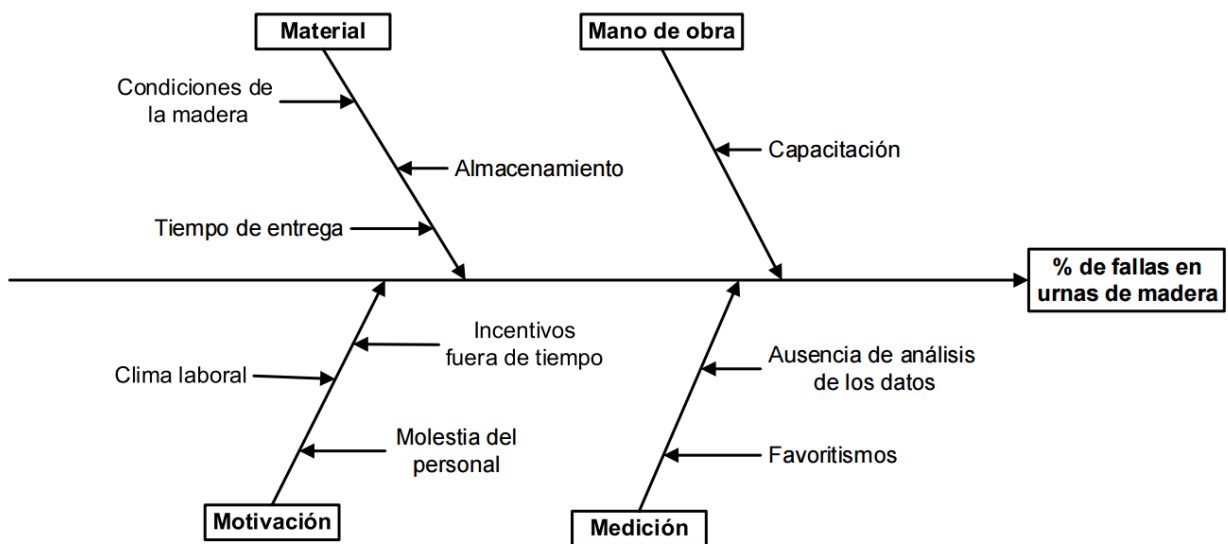 Material
Mano de obra
Condiciones de
la madera
Almacenamiento
Capacitación
Tiempo de entrega
% de fallas en
urnas de madera
Incentivos
fuera de tiempo
Clima laboral
Ausencia de análisis
de los datos
Molestia del
personal
Favoritismos
Motivación
Medición